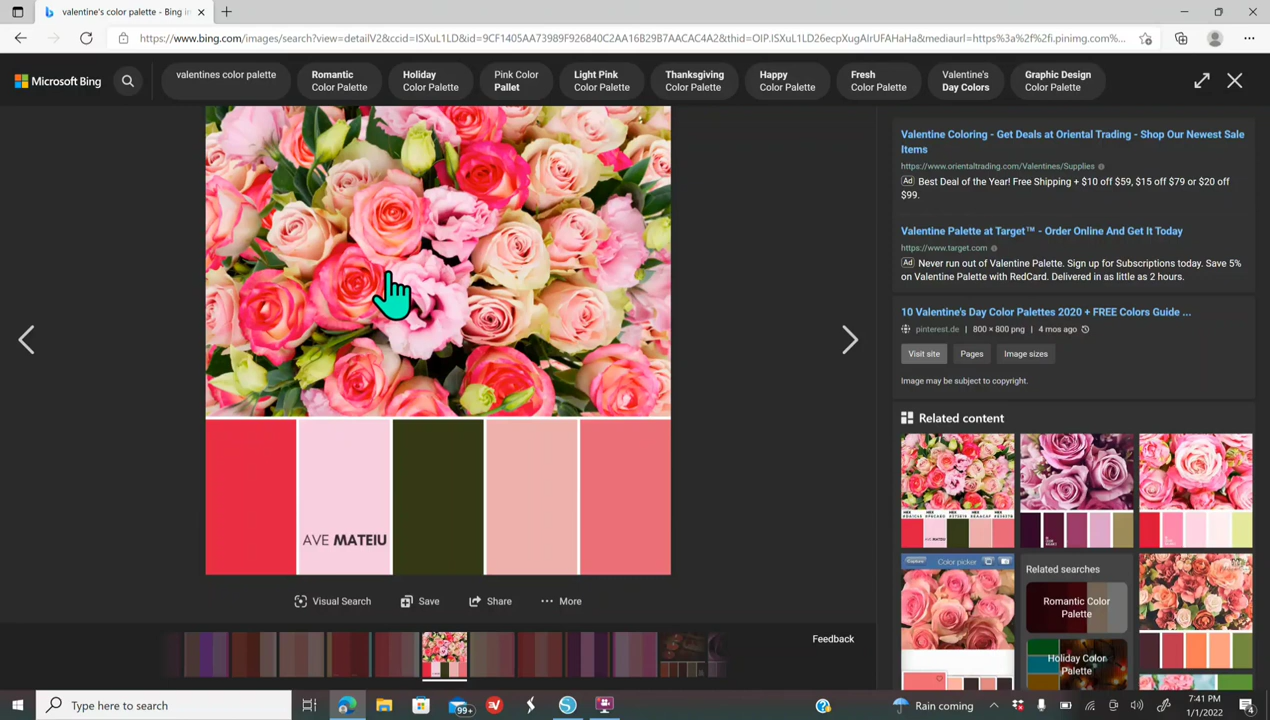 valentine's color palette - Bing in
https://www.bing.com/images/search?view=detailV2&ccid=ISXuL1LD&id=9CF1405AA73989F926840C2AA16B29B7AACAC4A2&thid=OIP.ISXuL1LD26ecpXugAIrUFAHaHa&mediaurl=https%3a%2f%2fi.pinimg.com%...
Microsoft Bing
valentines color palette
Romantic
Color Palette
Holiday
Color Palette
Pink Color
Pallet
Light Pink
Color Palette
Thanksgiving
Color Palette
Happy
Color Palette
Fresh
Color Palette
Valentine's
Day Colors
Graphic Design
Color Palette
Valentine Coloring - Get Deals at Oriental Trading - Shop Our Newest Sale
Items
https://www.orientaltrading.com/Valentines/Supplies
Ad Best Deal of the Year! Free Shipping + $10 off $59, $15 off $79 or $20 off
$99.
Valentine Palette at Target™ - Order Online And Get It Today
https://www.target.com
Ad Never run out of Valentine Palette. Sign up for Subscriptions today. Save 5%
on Valentine Palette with RedCard. Delivered in as little as 2 hours.
10 Valentine's Day Color Palettes 2020 + FREE Colors Guide ...
pinterest.de | 800 × 800 png | 4 mos ago
Visit site
Pages
Image sizes
Image may be subject to copyright.
Related content
AVE MATEIU
HEX HEX HEX HEX HEX
AVE MATEIU
Color picker
Related searches
Romantic Color
Palette
Holiday Color
Palette
Visual Search
Save
Share
More
Feedback
Type here to search
99+
Rain coming
7:41 PM
1/1/2022
4